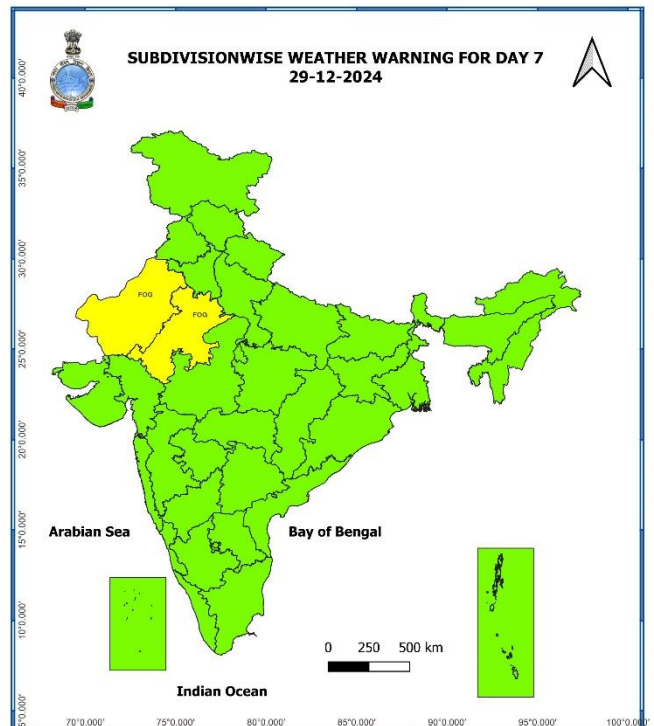 SUBDIVISIONWISE WEATHER WARNING FOR DAY 7
29-12-2024
40°0.000'
35°0.000'
30°0.000'
25°0.000'
20°0.000'
15°0.000'
10°0.000'
5°0.000'
FOG
FOG
Arabian Sea
Bay of Bengal
0 250 500 km
Indian Ocean
70°0.000' 75°0.000' 80°0.000' 85°0.000' 90°0.000' 95°0.000' 100°0.000'